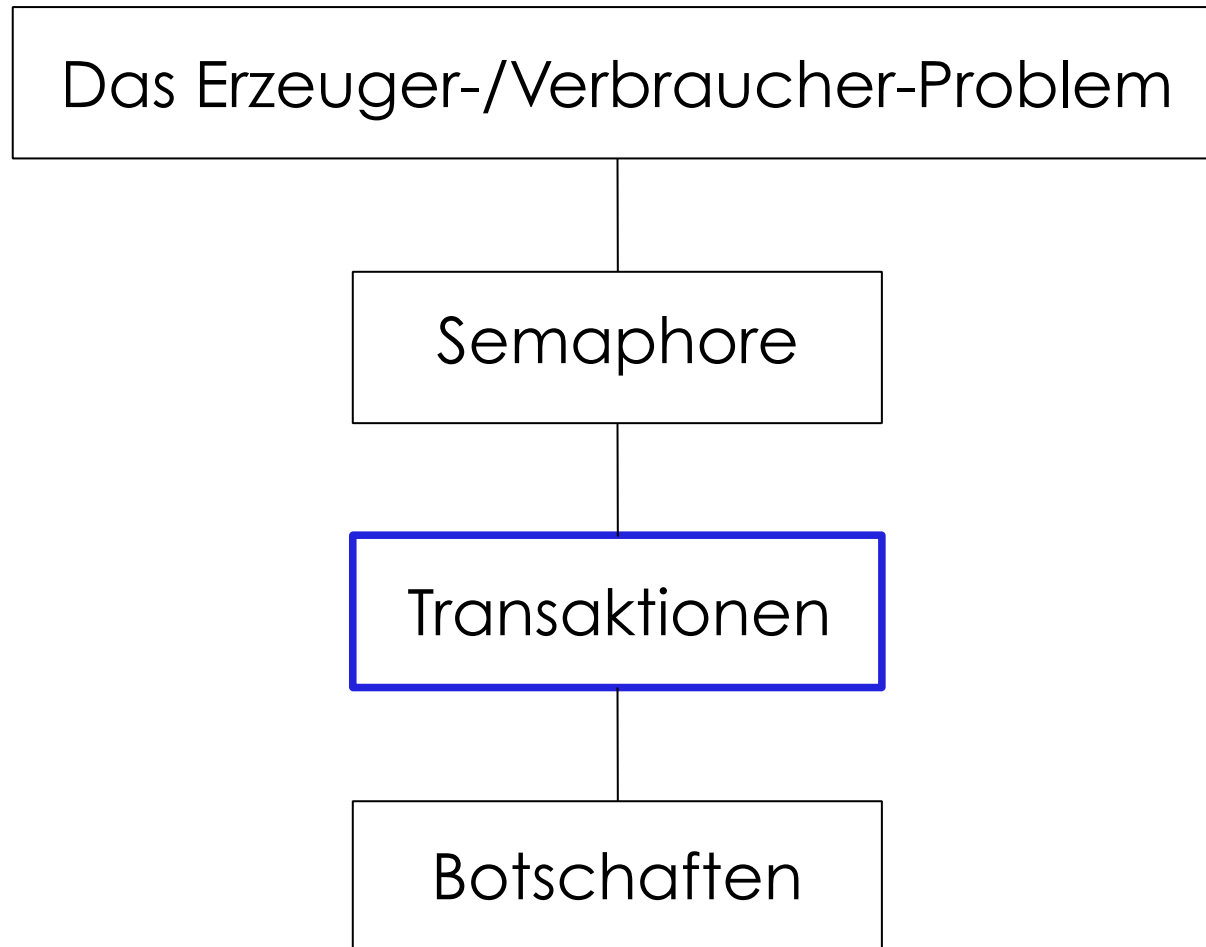 Das Erzeuger-/Verbraucher-Problem
Semaphore
Transaktionen
Botschaften